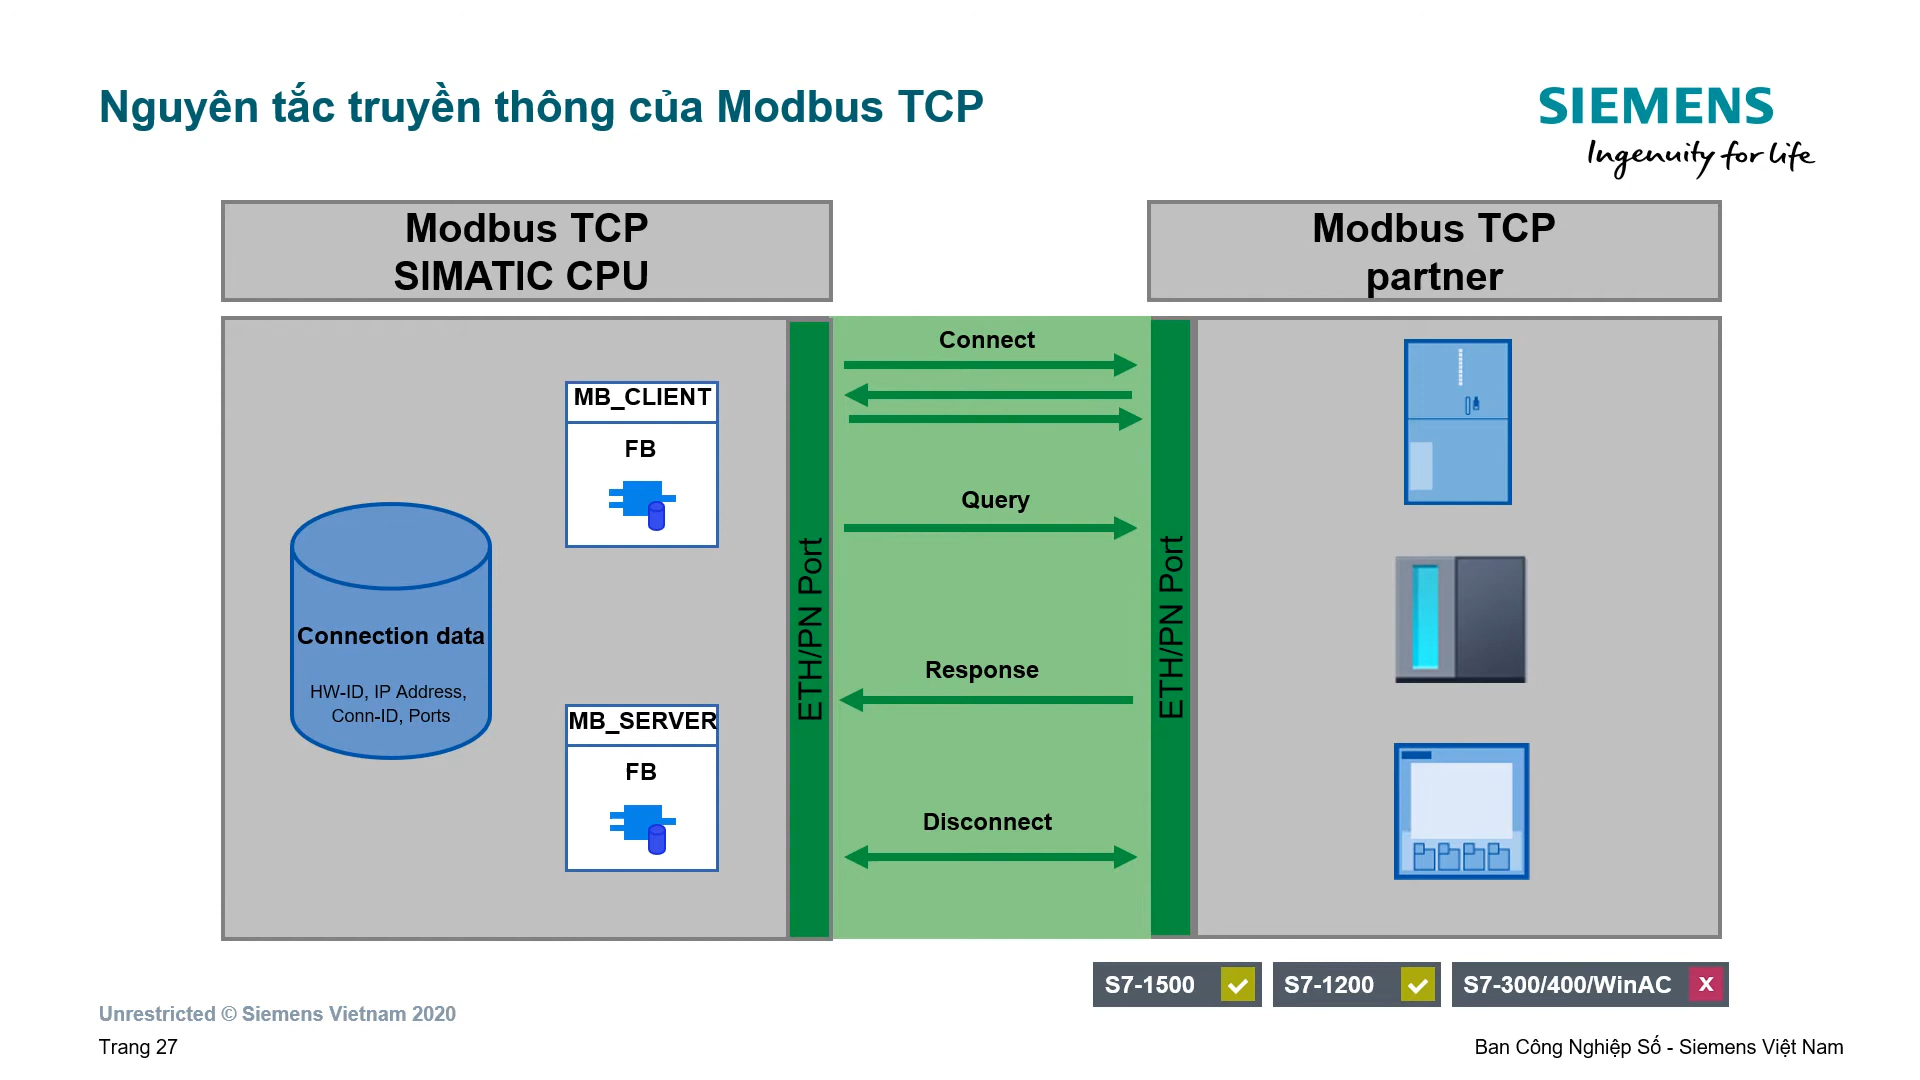 Nguyên tắc truyền thông của Modbus TCP
SIEMENS
Ingenuity for life
Modbus TCP
SIMATIC CPU
Modbus TCP
partner
Connection data
HW-ID, IP Address,
Conn-ID, Ports
MB_CLIENT
FB
MB_SERVER
FB
ETH/PN Port
Connect
Query
Response
Disconnect
ETH/PN Port
S7-1500
S7-1200
S7-300/400/WinAC X
Unrestricted © Siemens Vietnam 2020
Trang 27
Ban Công Nghiệp Số - Siemens Việt Nam